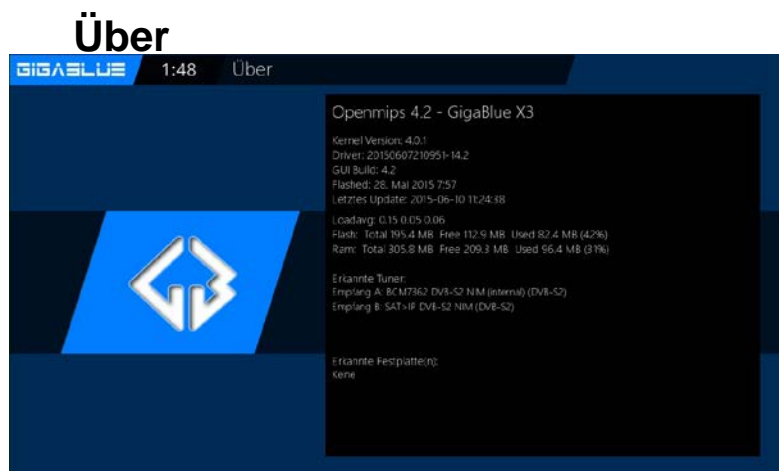 Über
GIGABLUE 1:48 Über
Openmips 4.2 - GigaBlue X3
Kernel Version: 4.0.1
Driver: 20150607210951-14.2
GUI Build: 4.2
Flashed: 28. Mai 2015 7:57
Letztes Update: 2015-06-10 11:24:38
Loadavg: 0.15 0.05 0.06
Flash: Total 195.4 MB Free 112.9 MB Used 82.4 MB (42%)
Ram: Total 305.8 MB Free 209.3 MB Used 96.4 MB (31%)
Erkannte Tuner:
Empfang A: BCM7362 DVB-S2 NIM (internal) (DVB-S2)
Empfang B: SAT>IP DVB-S2 NIM (DVB-S2)
Erkannte Festplatte(n):
Kene